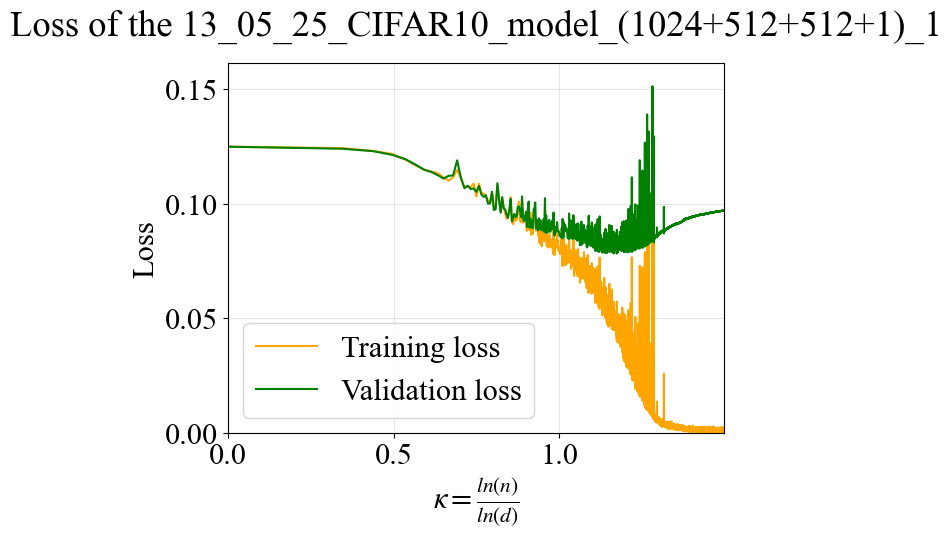 Loss of the 13_05_25_CIFAR10_model_(1024+512+512+1)_1
0.15
0.10
0.05
0.00
Loss
Training loss
Validation loss
0.0 0.5 1.0
κ = ln(n)/ln(d)